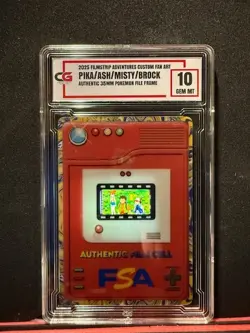 CG
2025 FILMSTRIP ADVENTURES CUSTOM FAN ART
PIKA/ASH/MISTY/BROCK
AUTHENTIC 35MM POKEMON FILE FRAME
10
GEM MT
AUTHENTIC FILM CELL
FSA